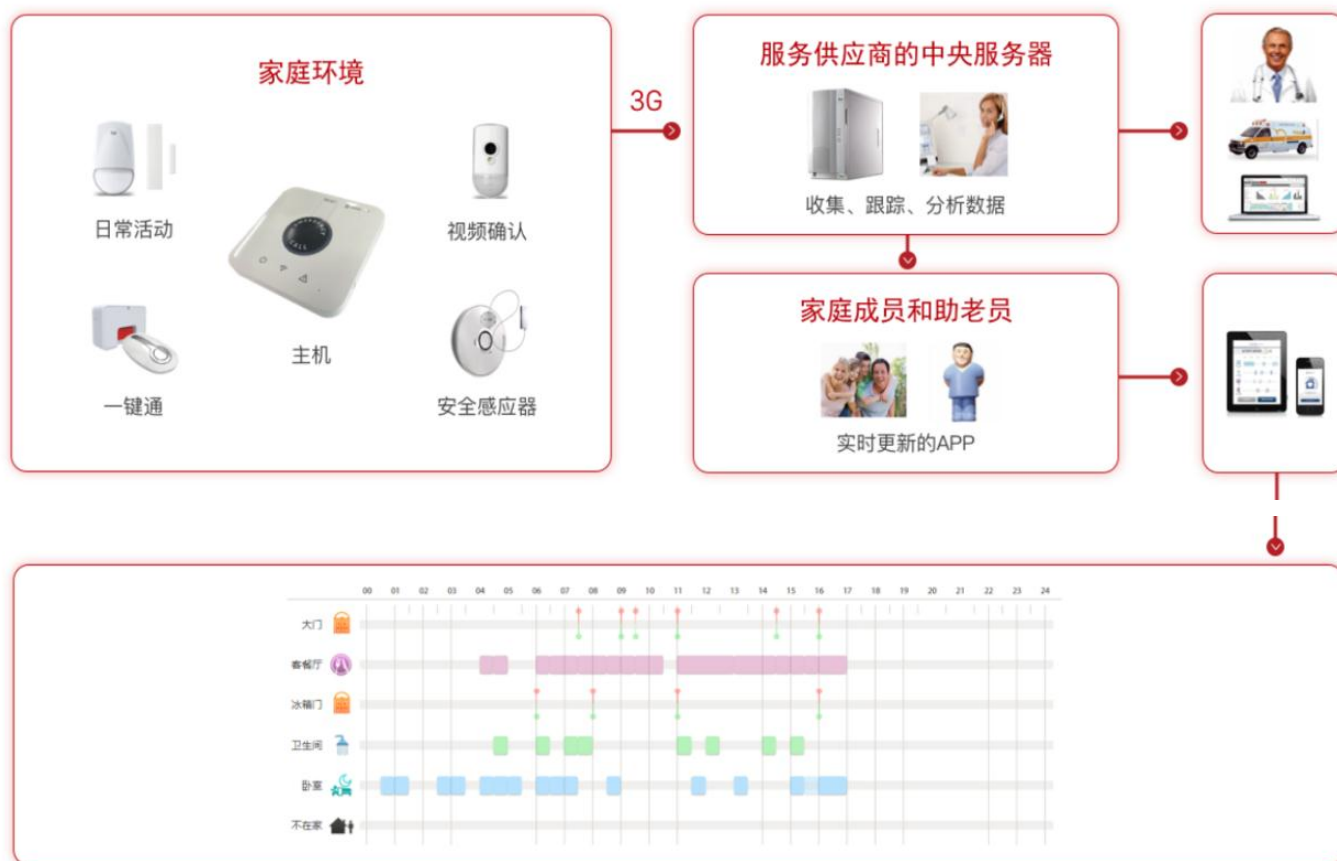 家庭环境
日常活动
视频确认
主机
一键通
安全感应器
3G
服务供应商的中央服务器
收集、跟踪、分析数据
家庭成员和助老员
实时更新的APP
00 01 02 03 04 05 06 07 08 09 10 11 12 13 14 15 16 17 18 19 20 21 22 23 24
大门
客餐厅
冰箱门
卫生间
卧室
不在家